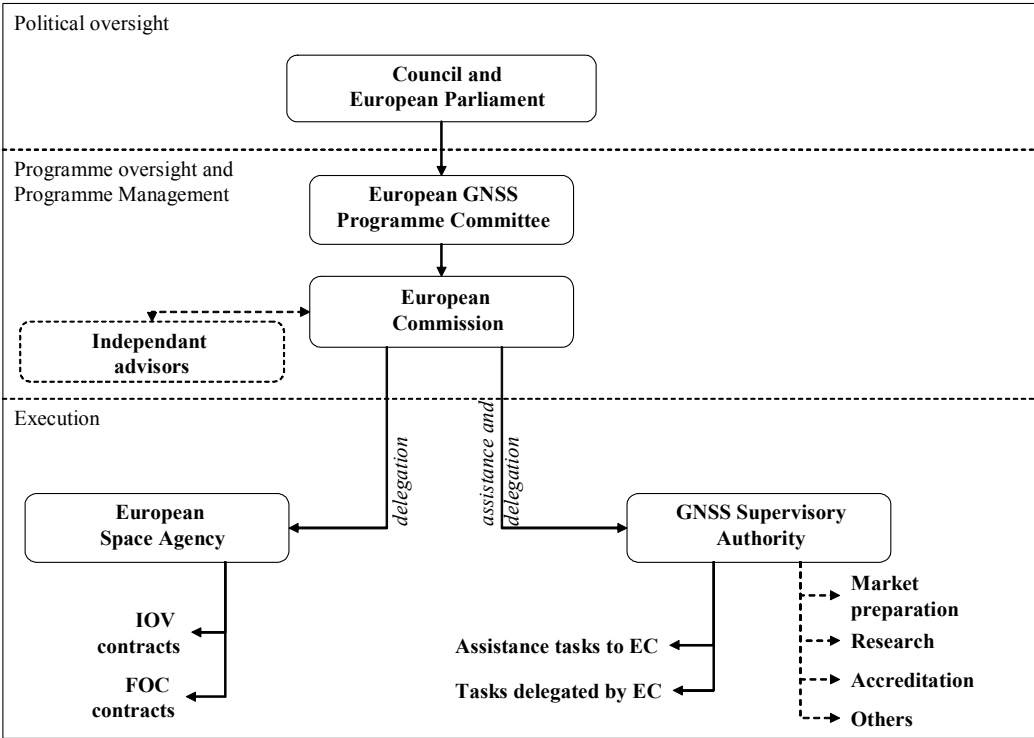 Political oversight
Council and
European Parliament
Programme oversight and
Programme Management
European GNSS
Programme Committee
European
Commission
Independant
advisors
Execution
delegation
assistance and
delegation
European
Space Agency
GNSS Supervisory
Authority
IOV
contracts
FOC
contracts
Assistance tasks to EC
Tasks delegated by EC
Market
preparation
Research
Accreditation
Others